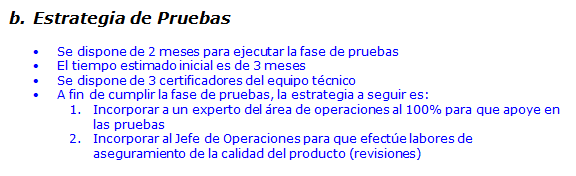 b. Estrategia de Pruebas
• Se dispone de 2 meses para ejecutar la fase de pruebas
• El tiempo estimado inicial es de 3 meses
• Se dispone de 3 certificadores del equipo técnico
• A fin de cumplir la fase de pruebas, la estrategia a seguir es:
1. Incorporar a un experto del área de operaciones al 100% para que apoye en
las pruebas
2. Incorporar al Jefe de Operaciones para que efectúe labores de
aseguramiento de la calidad del producto (revisiones)